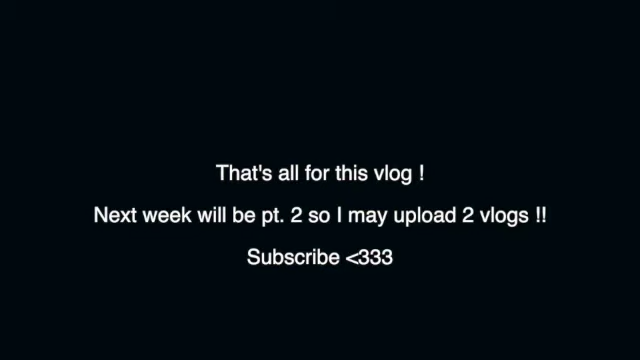 That's all for this vlog !
Next week will be pt. 2 so I may upload 2 vlogs !!
Subscribe <333